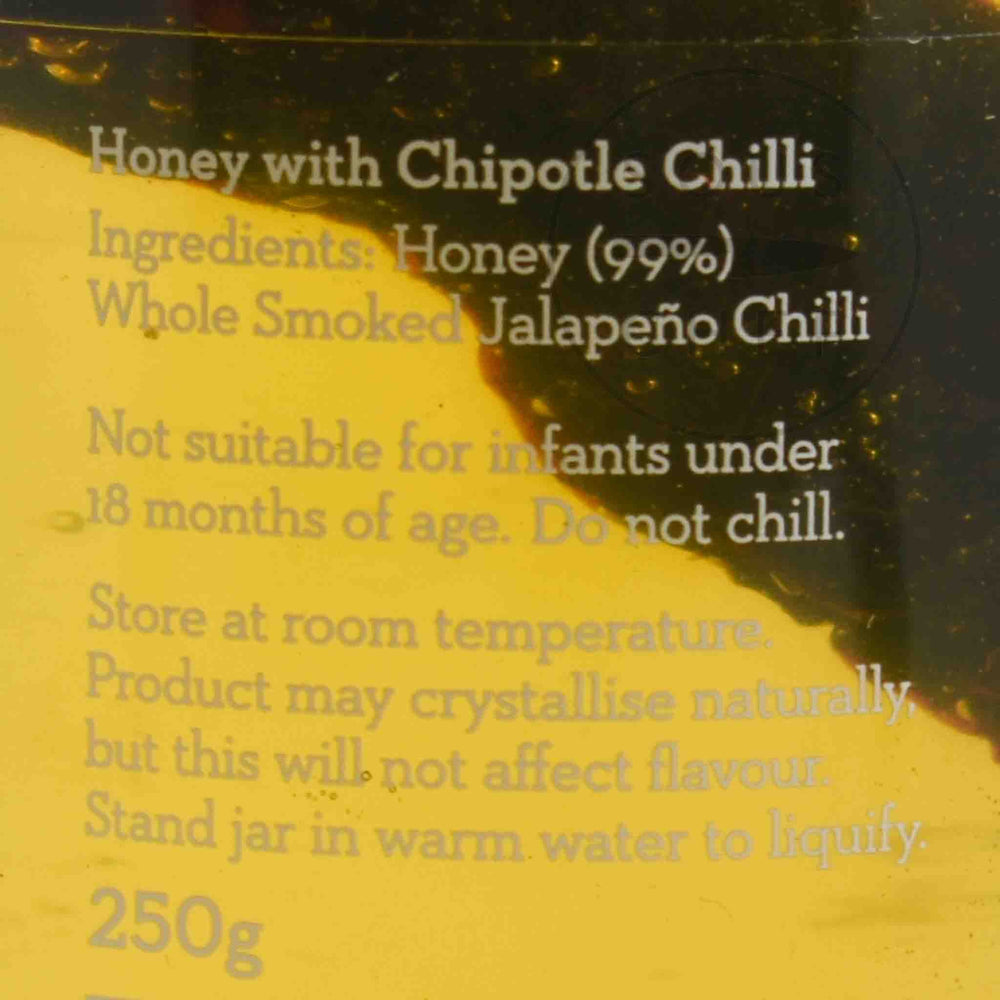 Honey with Chipotle Chilli
Ingredients: Honey (99%)
Whole Smoked Jalapeño Chilli
Not suitable for infants under
18 months of age. Do not chill.
Store at room temperature.
Product may crystallise naturally,
but this will not affect flavour.
Stand jar in warm water to liquify.
250g